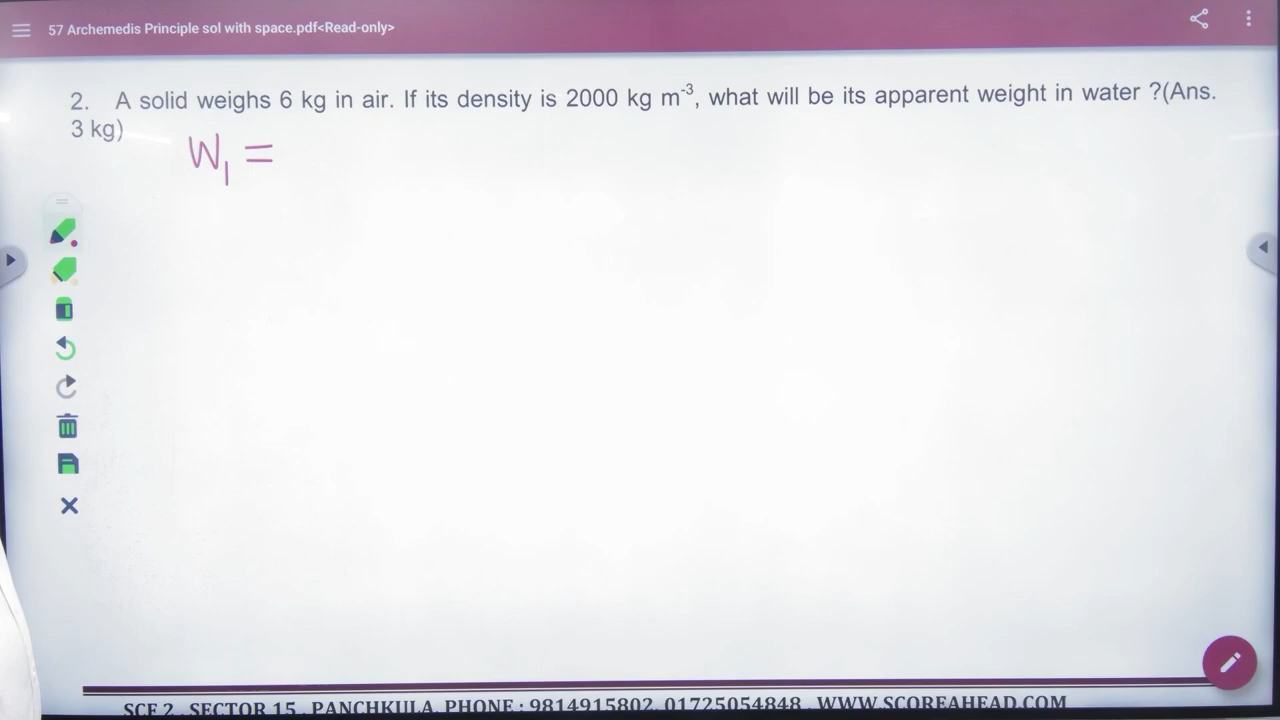 57 Archemedis Principle sol with space.pdf<Read-only>
2. A solid weighs 6 kg in air. If its density is 2000 kg m⁻³, what will be its apparent weight in water ?(Ans.
3 kg)
W₁ =
SCF 2 , SECTOR 15 , PANCHKULA, PHONE : 9814915802, 01725054848 , WWW.SCOREAHEAD.COM